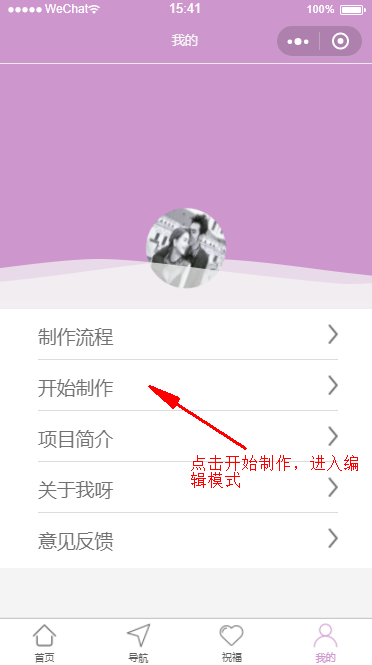 WeChat 15:41 100%
我的
制作流程
开始制作
项目简介
点击开始制作，进入编
辑模式
关于我呀
意见反馈
首页 导航 祝福 我的